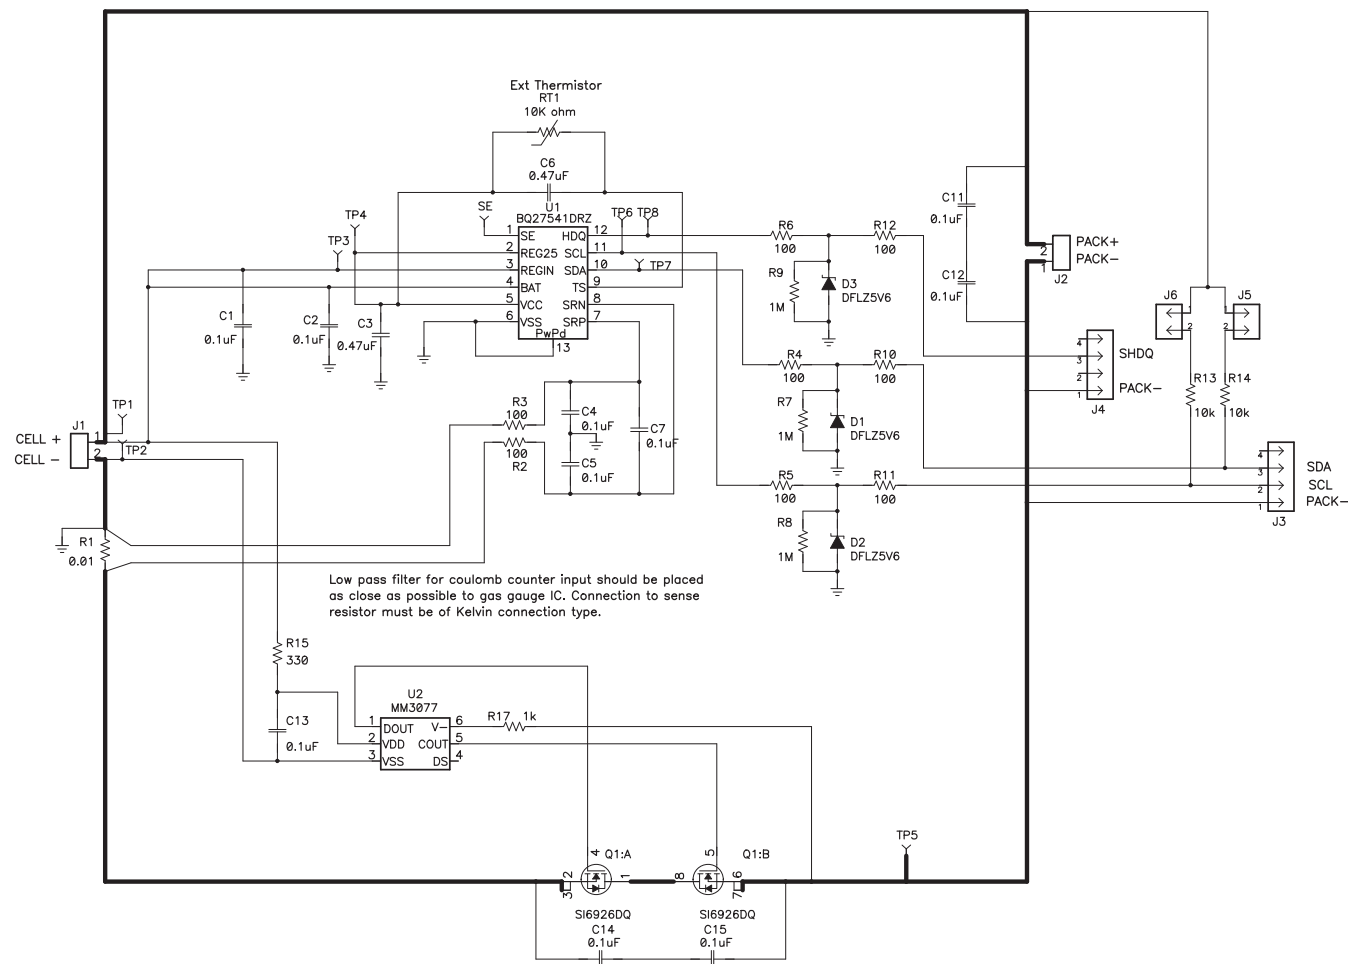 Ext Thermistor
RT1
10K ohm
C6
0.47uF
U1
BQ27541DRZ
SE
1 SE HDQ 12
2 REG25 SCL 11
3 REGIN SDA 10
4 BAT TS 9
5 VCC SRN 8
6 VSS SRP 7
PwPd
13
TP4
TP3
TP6 TP8
TP7
C1
0.1uF
C2
0.1uF
C3
0.47uF
R6
100
R12
100
R9
1M
D3
DFLZ5V6
R4
100
R10
100
R7
1M
D1
DFLZ5V6
R5
100
R11
100
R8
1M
D2
DFLZ5V6
C11
0.1uF
C12
0.1uF
2 PACK+
1 PACK-
J2
J6
1
2
J5
1
2
4
3 SHDQ
2
1 PACK-
J4
R13
10k
R14
10k
4
3 SDA
2 SCL
1 PACK-
J3
TP1
J1
CELL + 1
CELL - 2
TP2
R3
100
100
R2
C4
0.1uF
C5
0.1uF
C7
0.1uF
R1
0.01
Low pass filter for coulomb counter input should be placed
as close as possible to gas gauge IC. Connection to sense
resistor must be of Kelvin connection type.
R15
330
C13
0.1uF
U2
MM3077
1 DOUT V- 6
2 VDD COUT 5
3 VSS DS 4
R17 1k
TP5
4 Q1:A
3 2 1
SI6926DQ
C14
0.1uF
5 Q1:B
8 7 6
SI6926DQ
C15
0.1uF